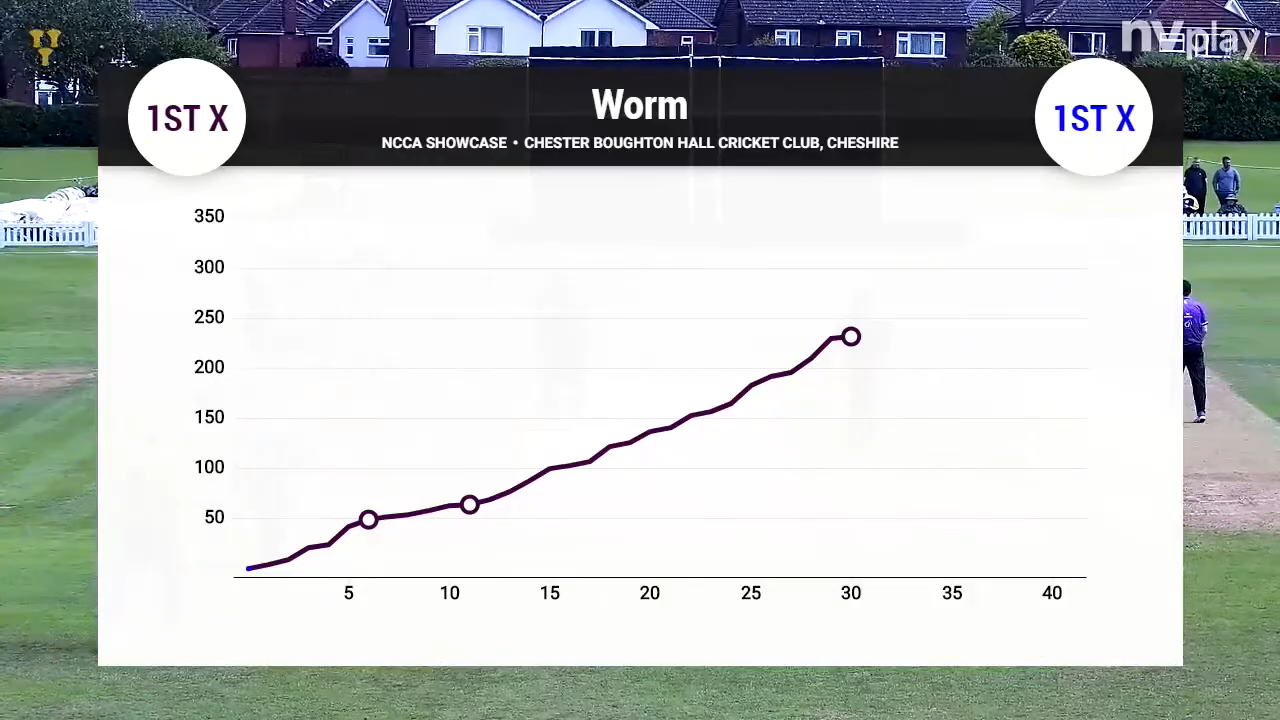 nvplay
1ST X
Worm
1ST X
NCCA SHOWCASE • CHESTER BOUGHTON HALL CRICKET CLUB, CHESHIRE
350
300
250
200
150
100
50
5 10 15 20 25 30 35 40